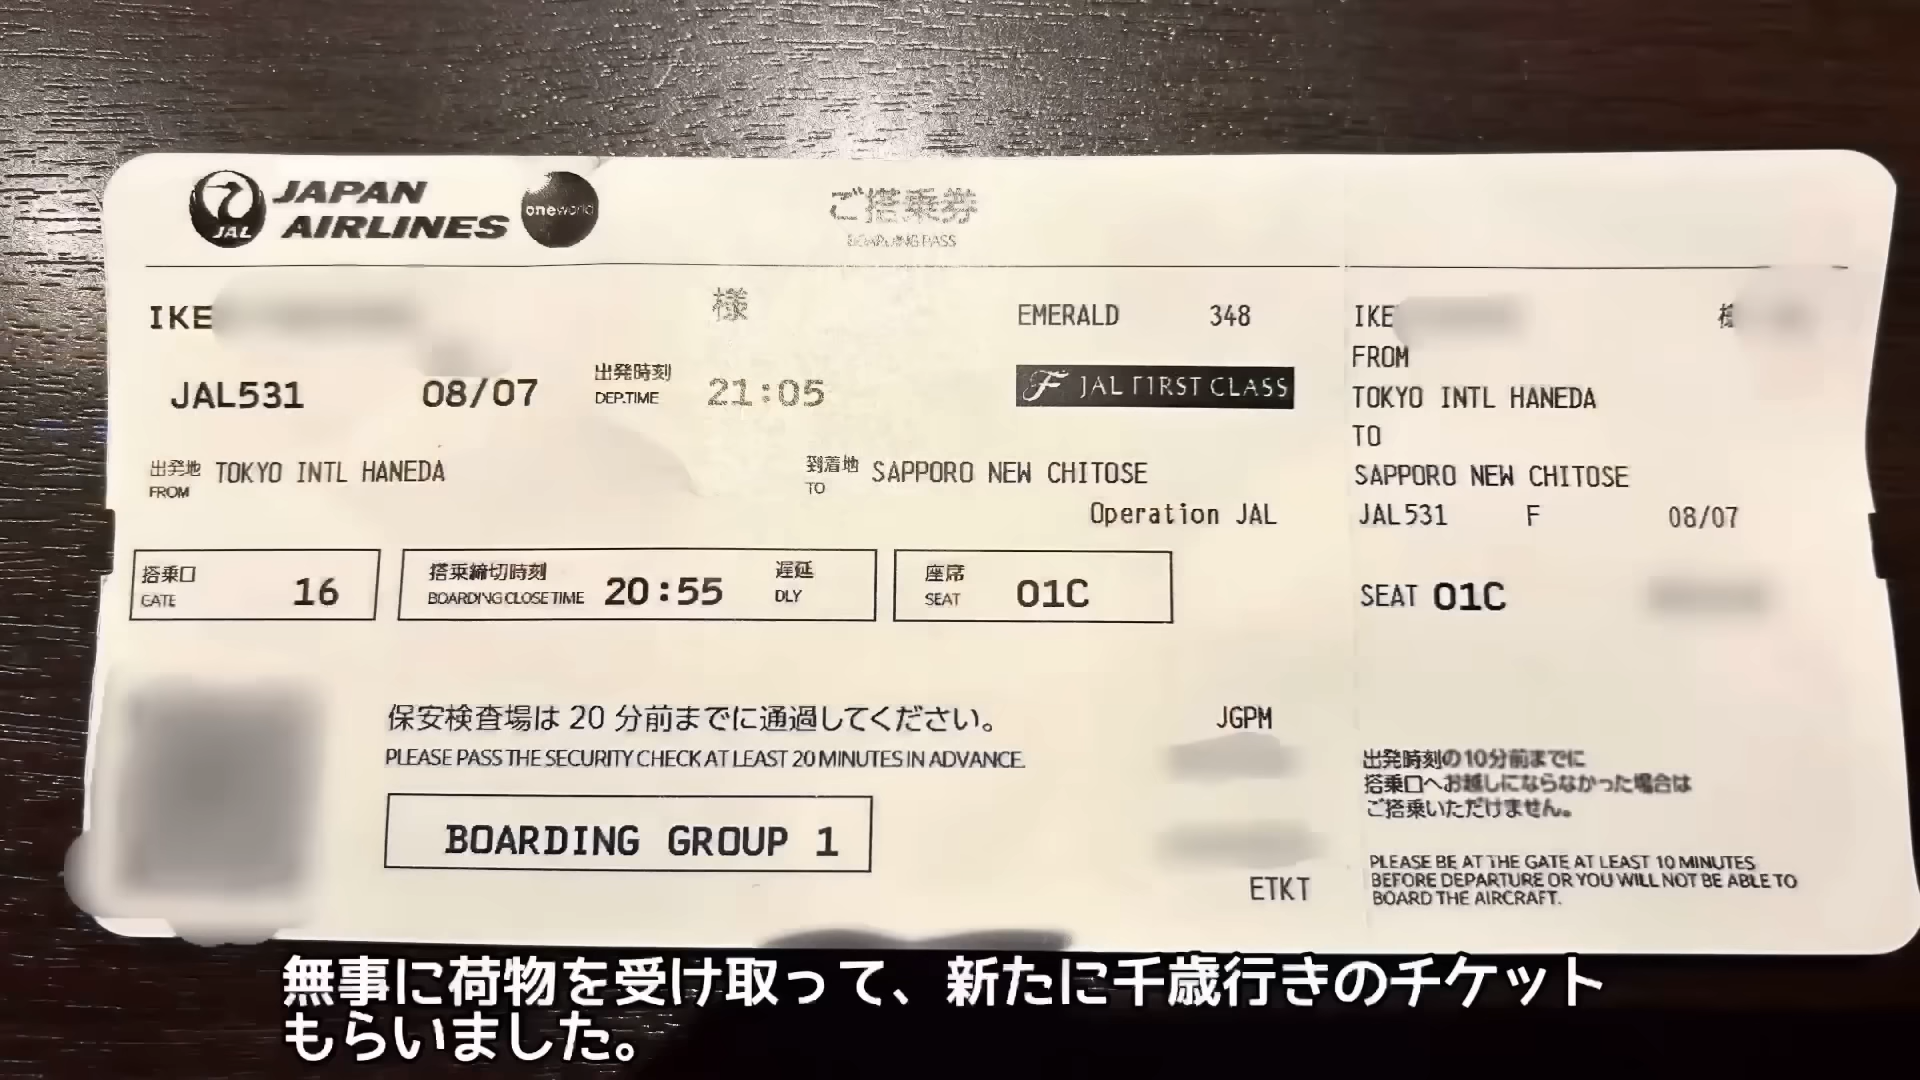 JAPAN
AIRLINES
JAL
oneworld
ご搭乗券
BOARDING PASS
IKE
様
EMERALD 348
JAL531 08/07 出発時刻 DEP.TIME 21:05
JAL FIRST CLASS
出発地 FROM TOKYO INTL HANEDA
到着地 TO SAPPORO NEW CHITOSE
Operation JAL
搭乗口 GATE 16
搭乗締切時刻 BOARDING CLOSE TIME 20:55 遅延 DLY
座席 SEAT 01C
保安検査場は 20 分前までに通過してください。
PLEASE PASS THE SECURITY CHECK AT LEAST 20 MINUTES IN ADVANCE.
JGPM
BOARDING GROUP 1
ETKT
IKE 様
FROM
TOKYO INTL HANEDA
TO
SAPPORO NEW CHITOSE
JAL531 F 08/07
SEAT 01C
出発時刻の10分前までに
搭乗口へお越しにならなかった場合は
ご搭乗いただけません。
PLEASE BE AT THE GATE AT LEAST 10 MINUTES
BEFORE DEPARTURE OR YOU WILL NOT BE ABLE TO
BOARD THE AIRCRAFT.
無事に荷物を受け取って、新たに千歳行きのチケット
もらいました。